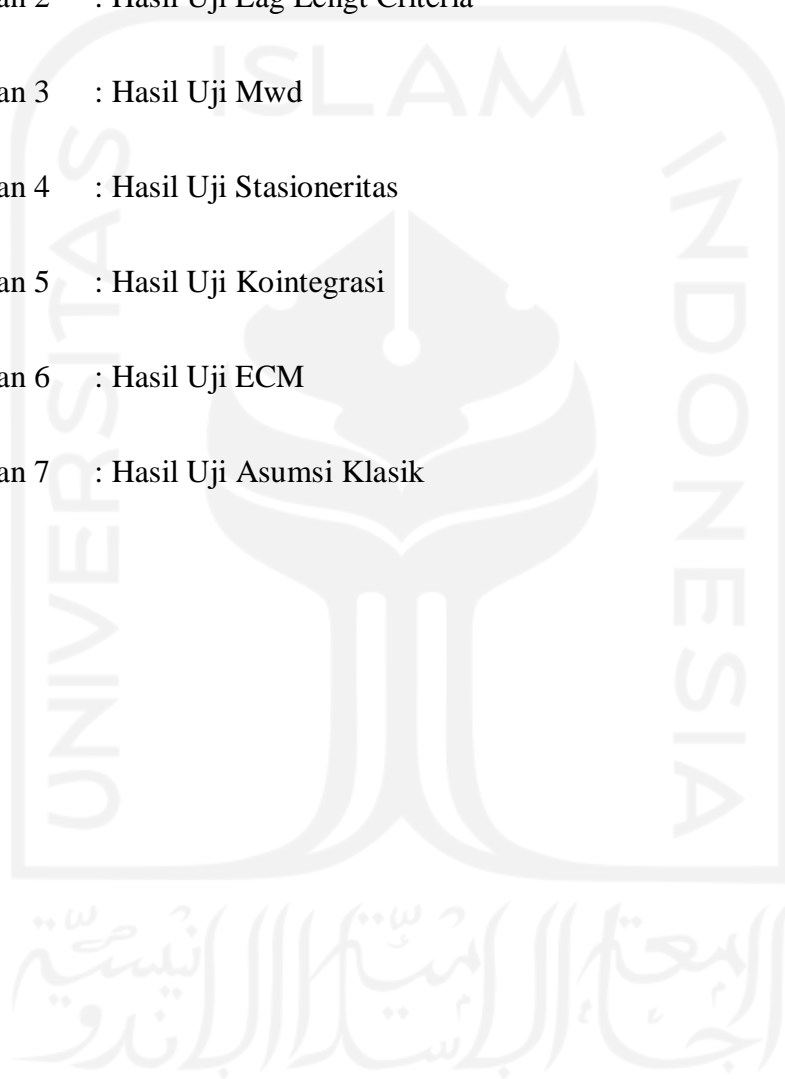 an 2 : Hasil Uji Lag Lengt Criteria
an 3 : Hasil Uji Mwd
an 4 : Hasil Uji Stasioneritas
an 5 : Hasil Uji Kointegrasi
an 6 : Hasil Uji ECM
an 7 : Hasil Uji Asumsi Klasik
ISLAM
UNIVERSITAS
INDONESIA